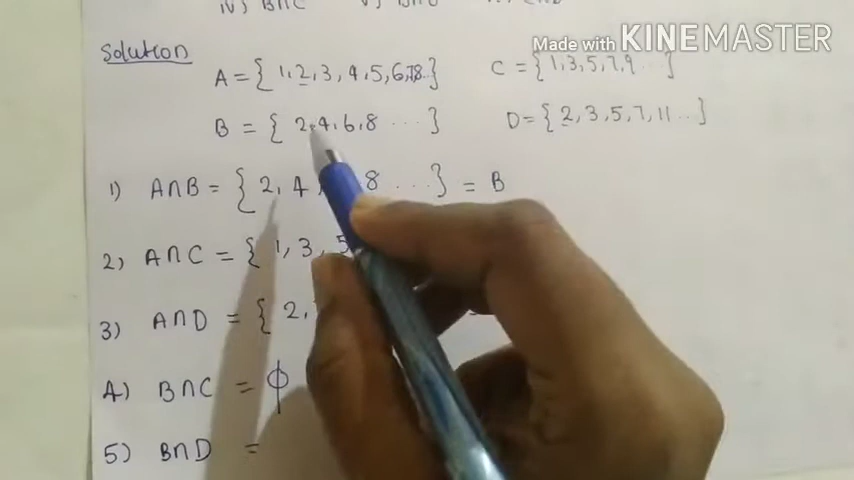 iv) B∩C
Made with KINEMASTER
Solution
A = { 1, 2, 3, 4, 5, 6, 7, 8.. }
C = { 1, 3, 5, 7, 9 ... }
B = { 2, 4, 6, 8 ... }
D = { 2, 3, 5, 7, 11 ... }
1) A∩B = { 2, 4, 8 ... } = B
2) A∩C = { 1, 3, 5
3) A∩D = { 2,
4) B∩C = ϕ
5) B∩D =